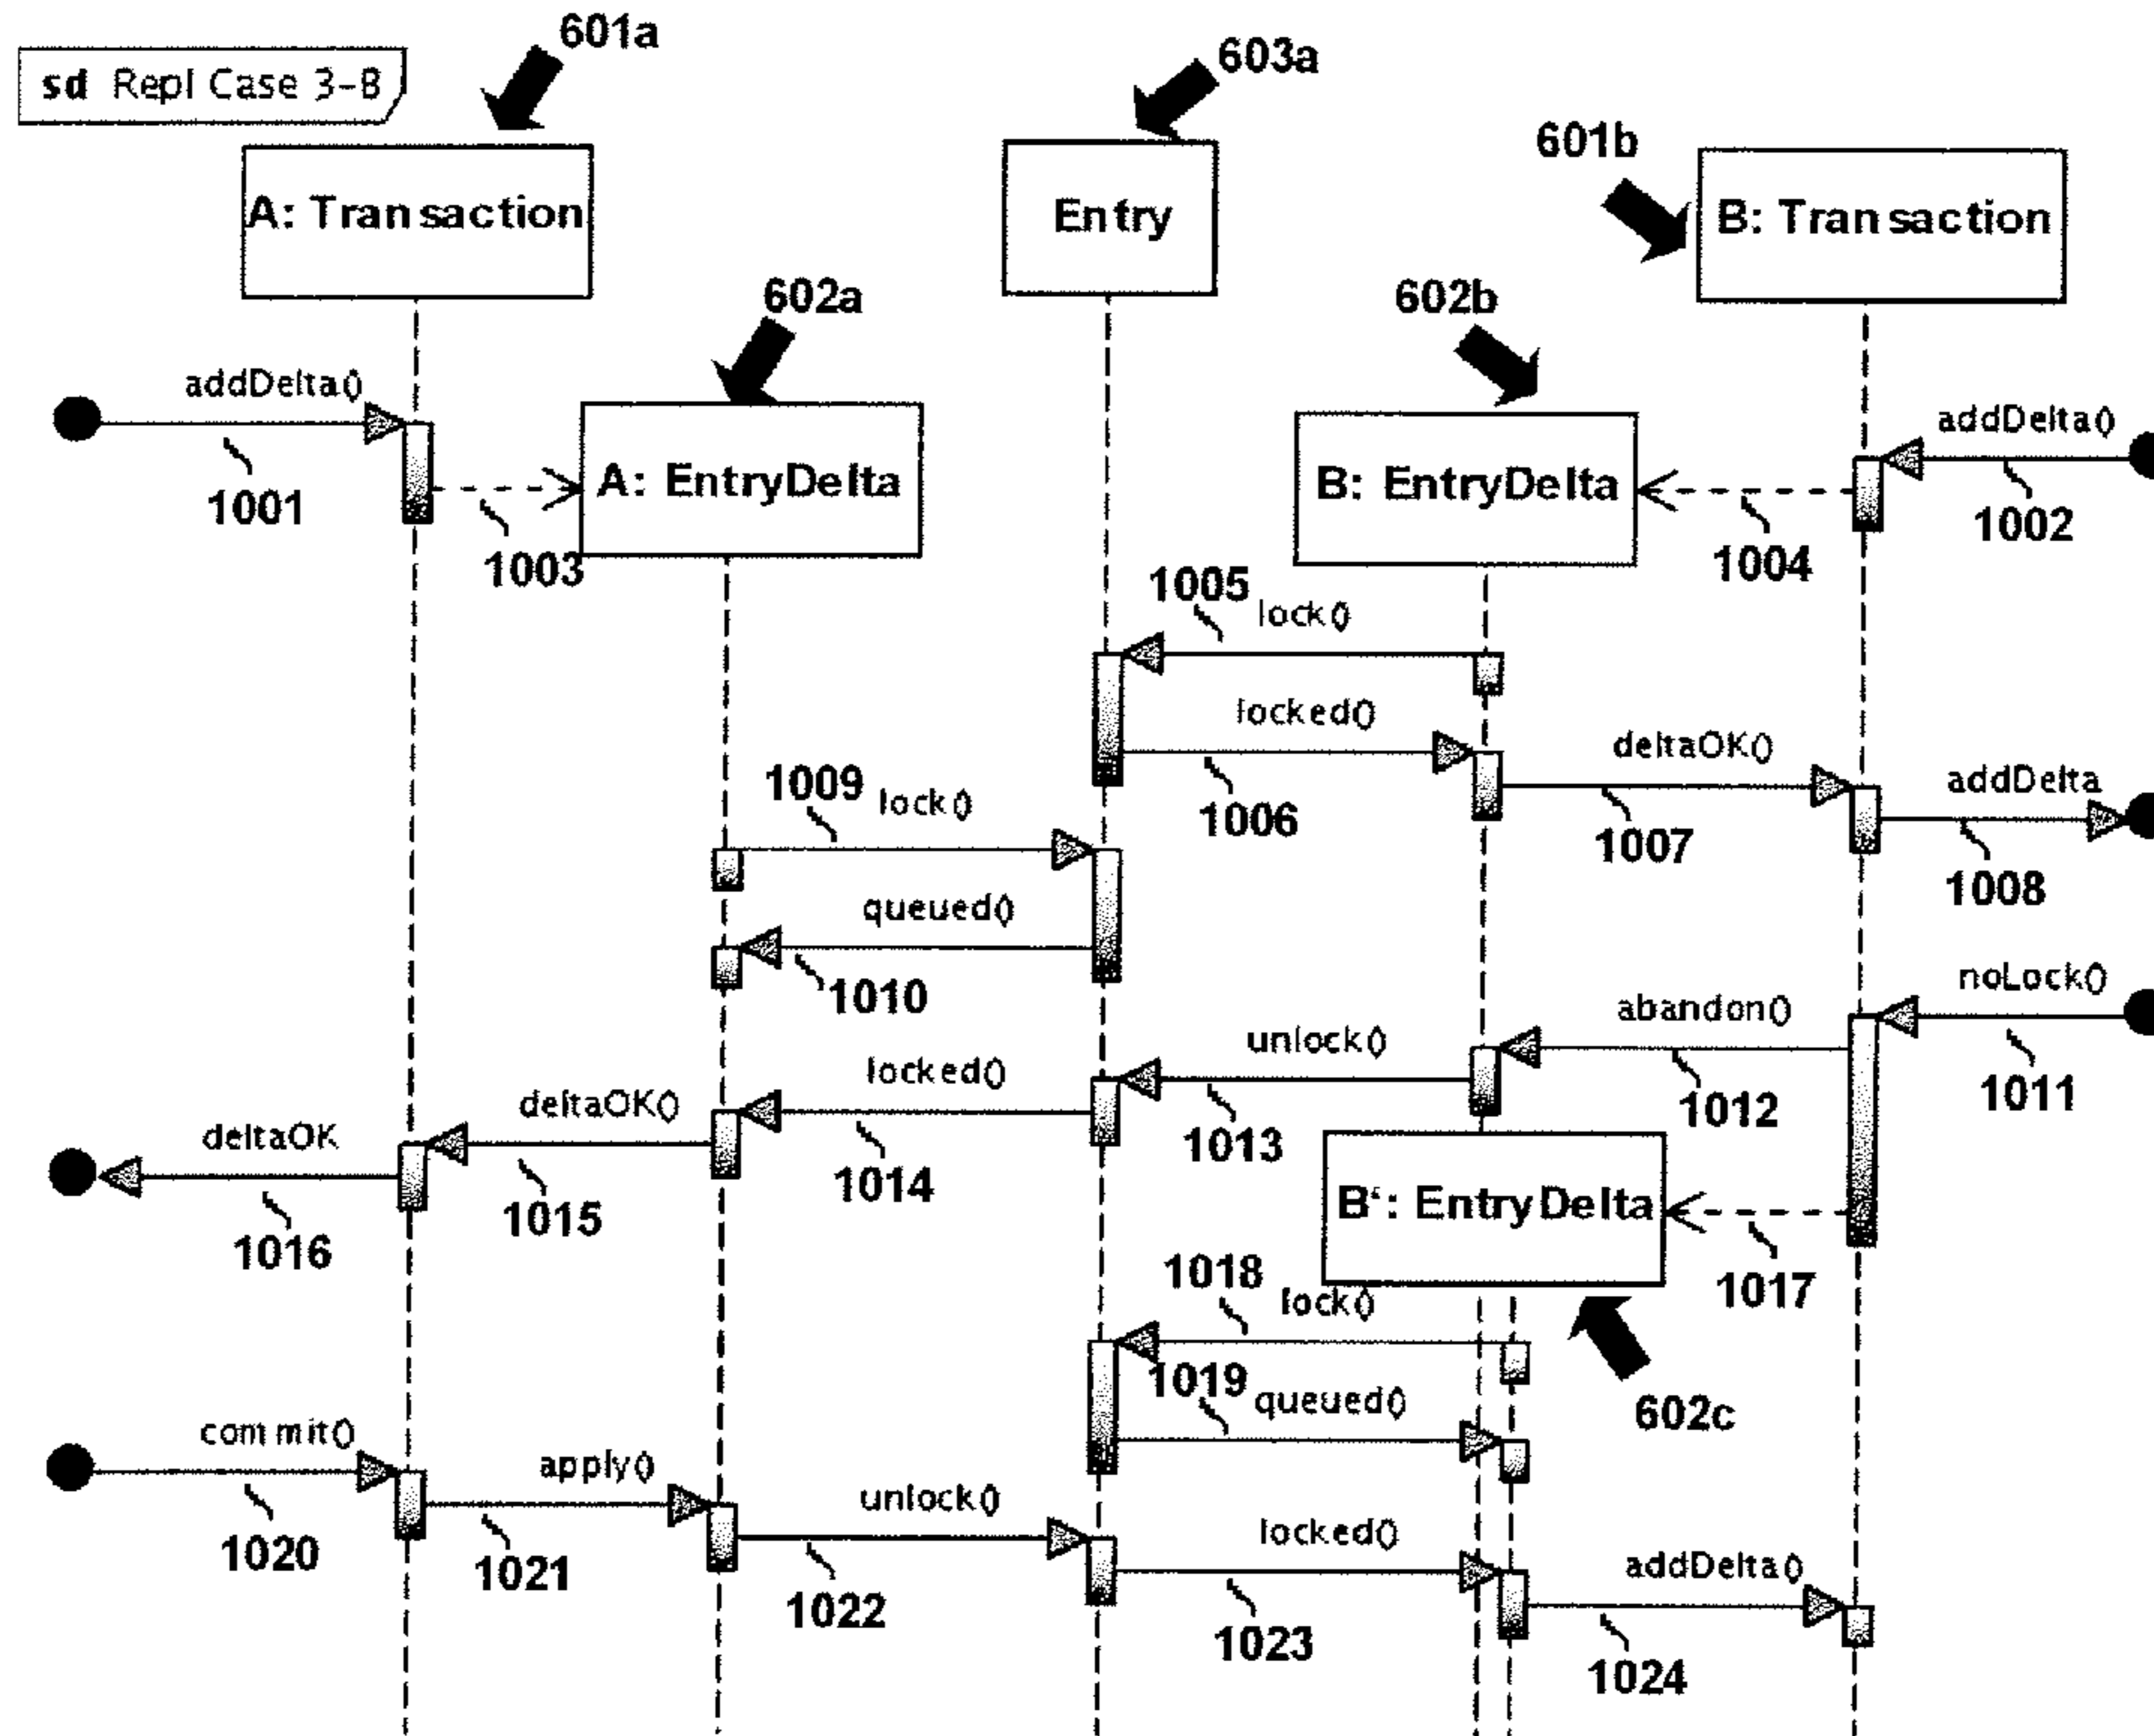 601a
603a
sd Repl Case 3-B
601b
A: Transaction
Entry
B: Transaction
602a
602b
addDelta()
addDelta()
A: EntryDelta
B: EntryDelta
1001
1002
1003
1004
1005 lock()
locked()
deltaOK()
1009 lock()
addDelta
1006
1007
1008
queued()
noLock()
1010
abandon()
unlock()
locked()
1011
deltaOK()
1012
deltaOK
1013
1014
B‘: EntryDelta
1015
1016
1018 lock()
1017
1019 queued()
602c
commit()
apply()
unlock()
locked()
1020
addDelta()
1021
1022
1023
1024